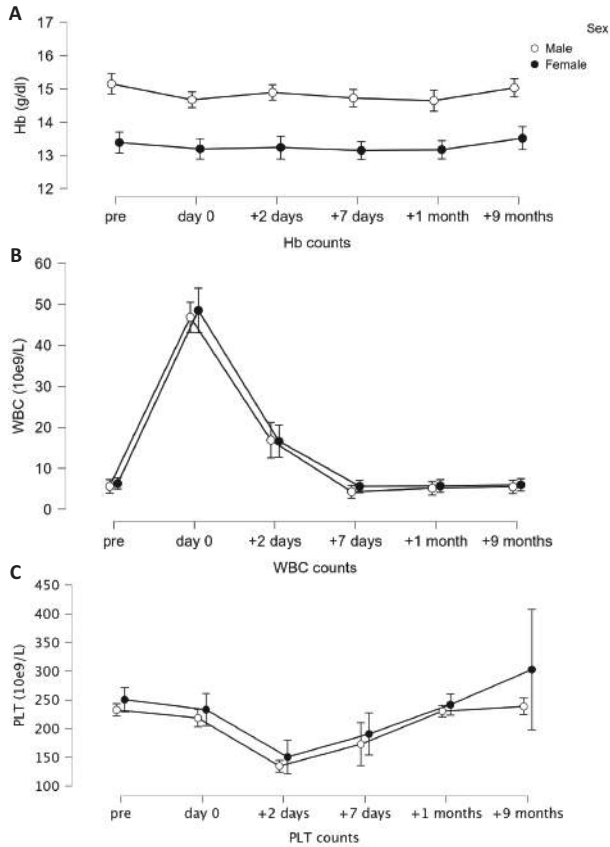 A
Hb (g/dl)
17
16
15
14
13
12
Sex
Male
Female
pre day 0 +2 days +7 days +1 month +9 months
Hb counts
B
WBC (10e9/L)
60
50
40
30
20
10
0
pre day 0 +2 days +7 days +1 month +9 months
WBC counts
C
PLT (10e9/L)
450
400
350
300
250
200
150
100
pre day 0 +2 days +7 days +1 months +9 months
PLT counts